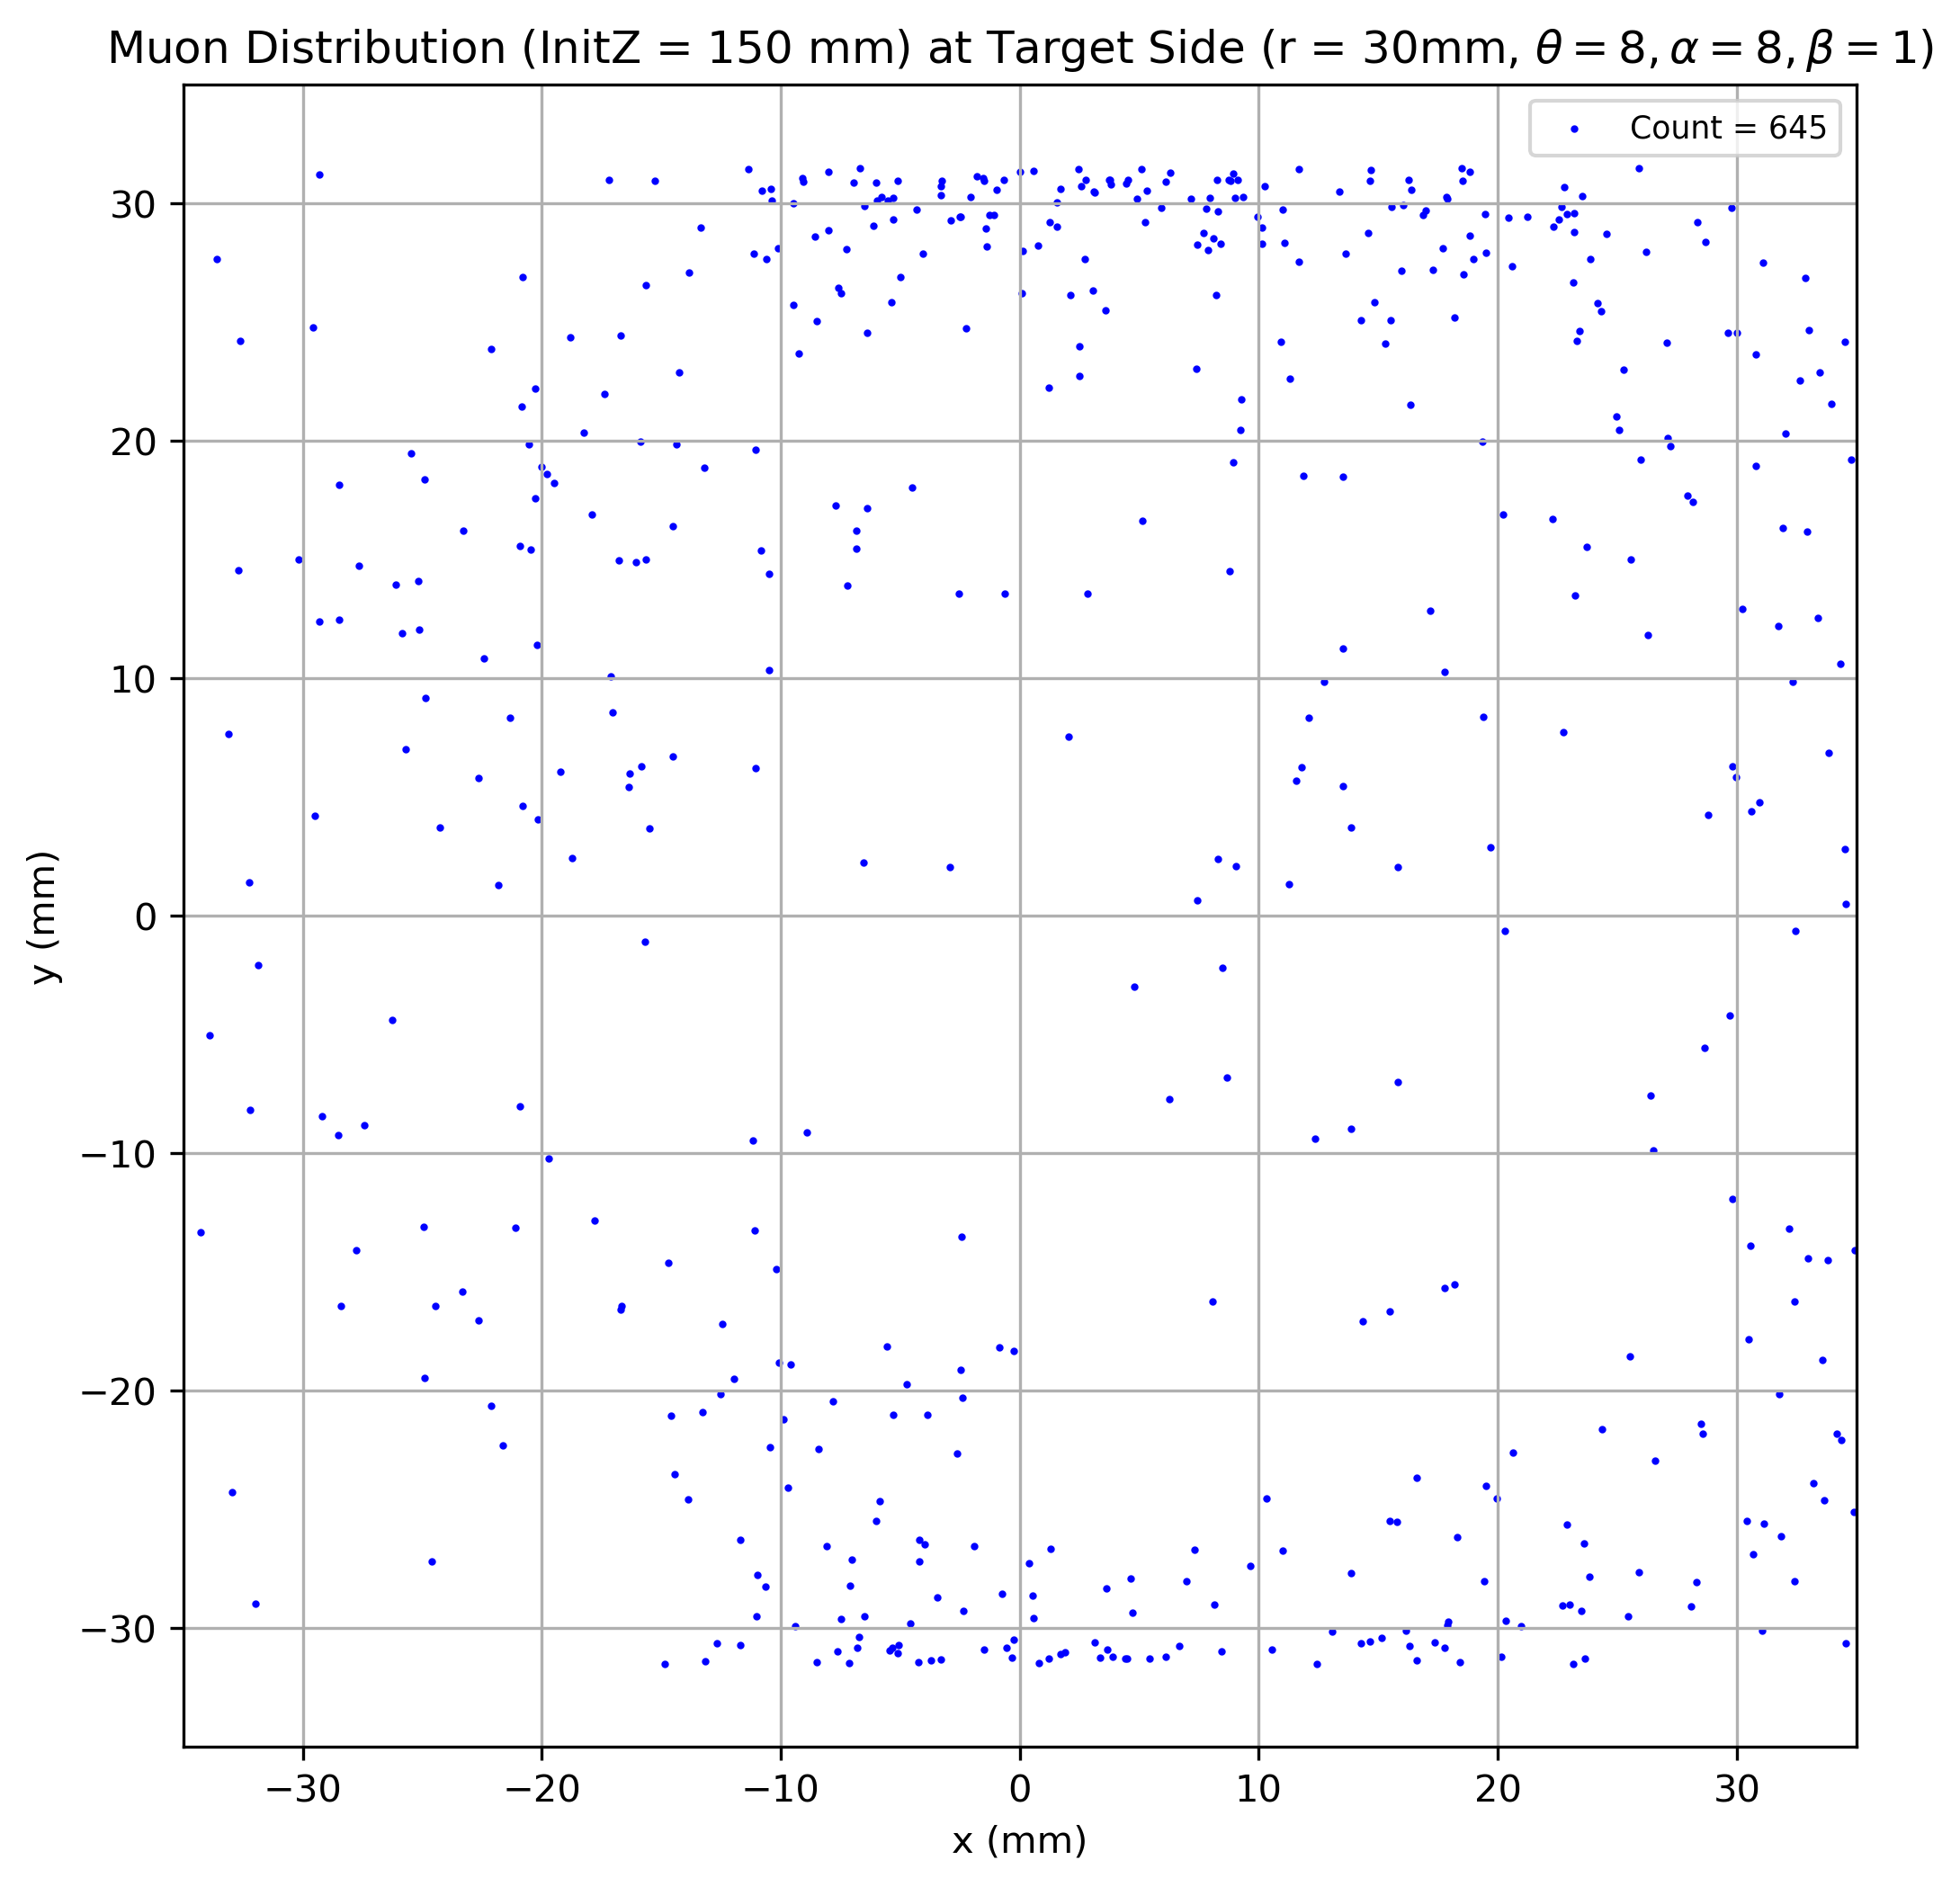 Muon Distribution (InitZ = 150 mm) at Target Side (r = 30mm, θ = 8, α = 8, β = 1)
Count = 645
30
20
10
0
−10
−20
−30
y (mm)
−30 −20 −10 0 10 20 30
x (mm)